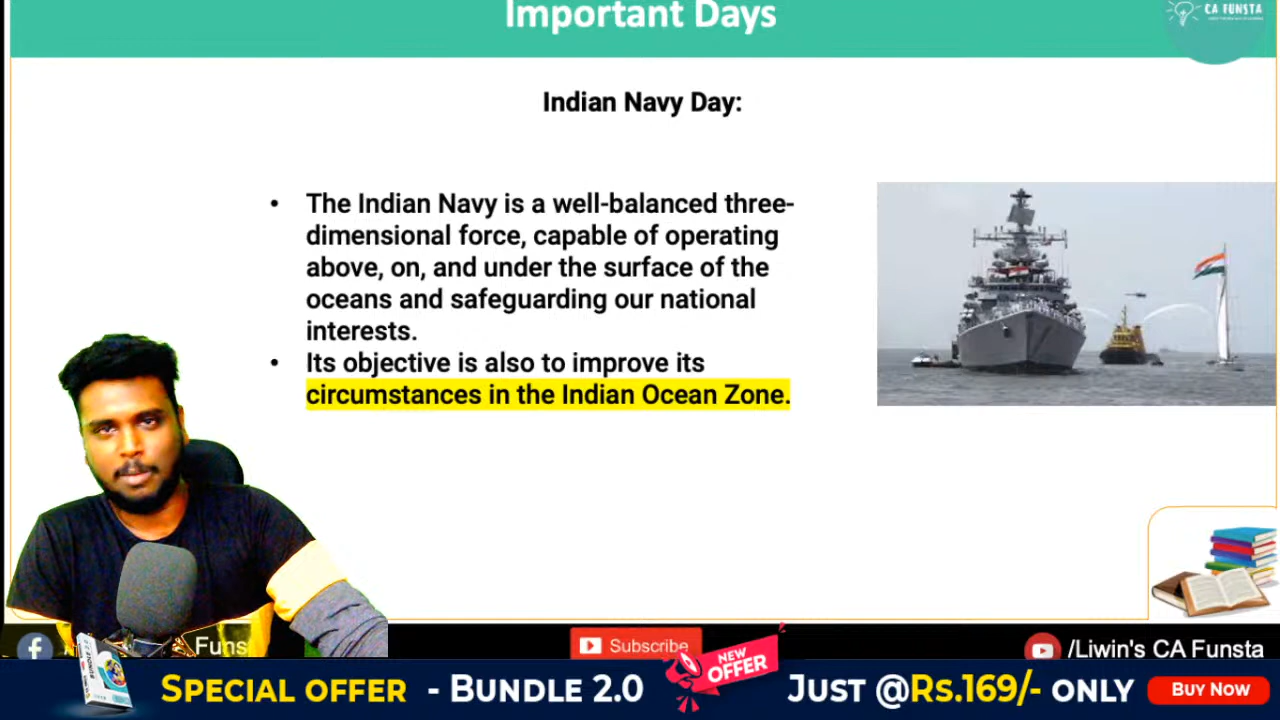 Important Days
CA FUNSTA
Indian Navy Day:
• The Indian Navy is a well-balanced three-
dimensional force, capable of operating
above, on, and under the surface of the
oceans and safeguarding our national
interests.
• Its objective is also to improve its
circumstances in the Indian Ocean Zone.
Funs
Subscribe
/Liwin's CA Funsta
SPECIAL OFFER - BUNDLE 2.0
NEW
OFFER
JUST @Rs.169/- ONLY
Buy Now